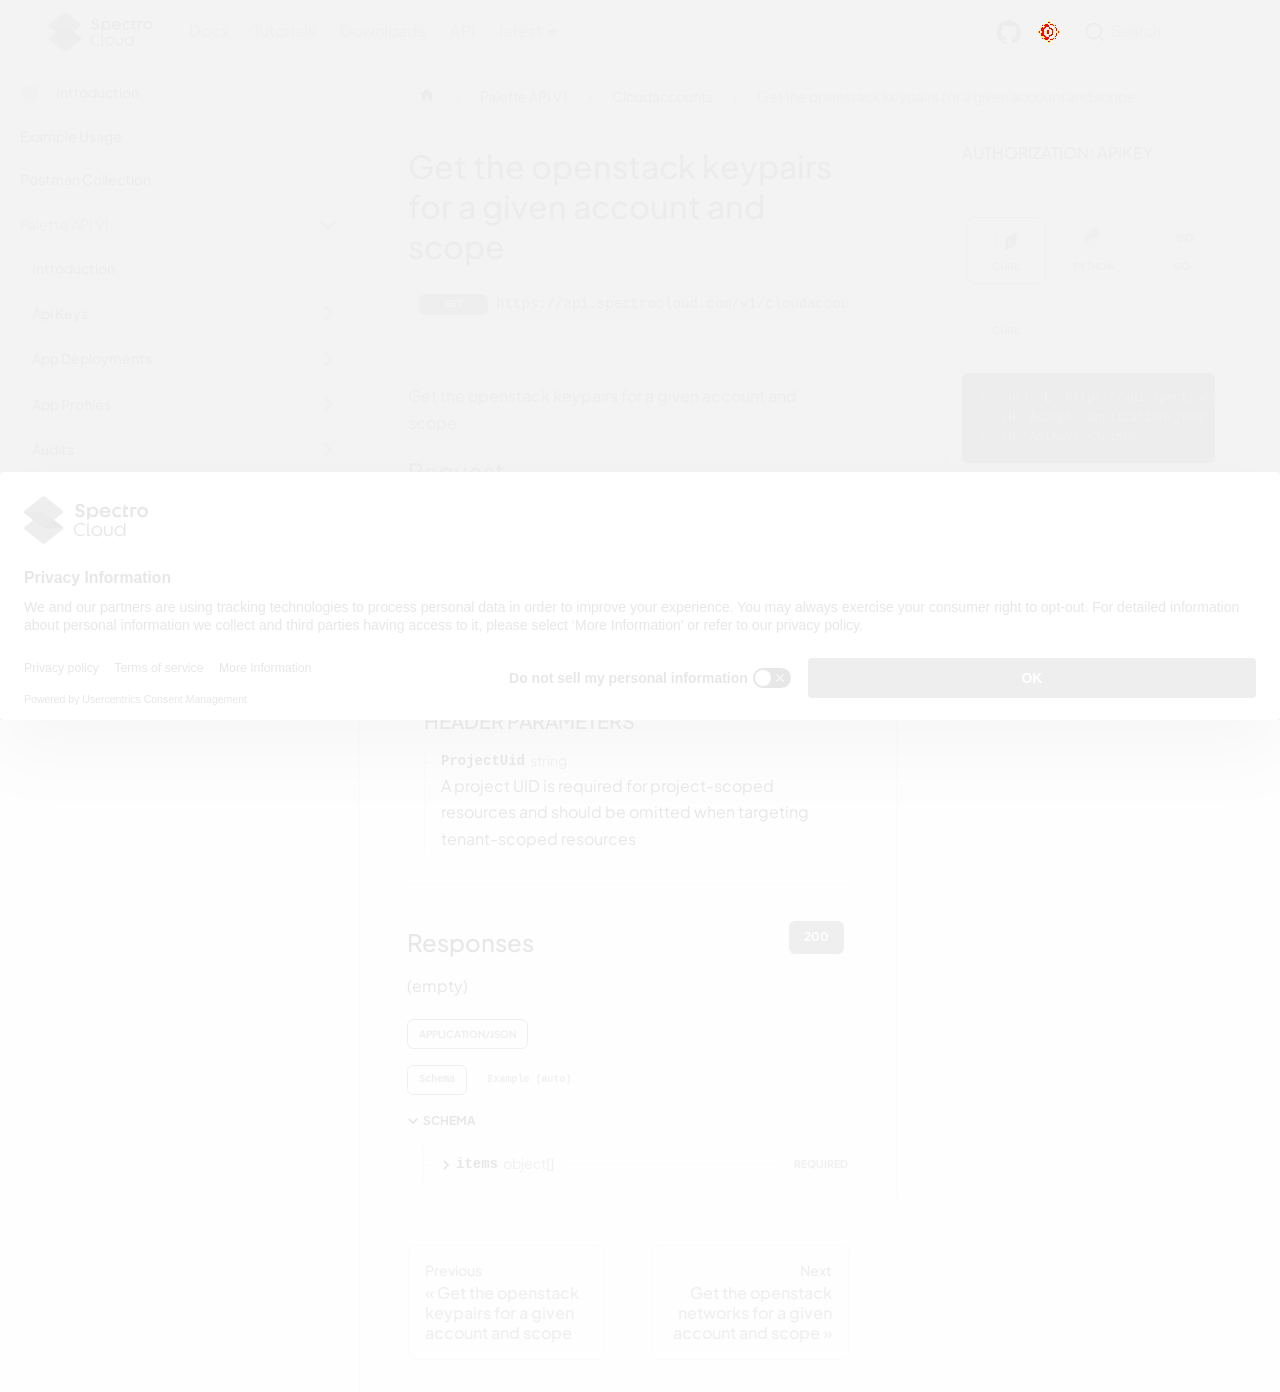 Spectro
Cloud
Docs Tutorials Downloads API latest
Search
Introduction
Example Usage
Postman Collection
Palette API V1
Introduction
Api Keys
App Deployments
App Profiles
Audits
Palette API V1
Cloudaccounts
Get the openstack keypairs for a given account and scope
Get the openstack keypairs
for a given account and
scope
GET https://api.spectrocloud.com/v1/cloudaccou
Get the openstack keypairs for a given account and
scope
Request
AUTHORIZATION: APIKEY
CURL PYTHON GO
CURL
Spectro
Cloud
Privacy Information
We and our partners are using tracking technologies to process personal data in order to improve your experience. You may always exercise your consumer right to opt-out. For detailed information
about personal information we collect and third parties having access to it, please select 'More Information' or refer to our privacy policy.
Privacy policy Terms of service More Information
Powered by Usercentrics Consent Management
Do not sell my personal information
OK
HEADER PARAMETERS
ProjectUid string
A project UID is required for project-scoped
resources and should be omitted when targeting
tenant-scoped resources
Responses
200
(empty)
APPLICATION/JSON
Schema Example (auto)
SCHEMA
items object[] REQUIRED
Previous
« Get the openstack
keypairs for a given
account and scope
Next
Get the openstack
networks for a given
account and scope »